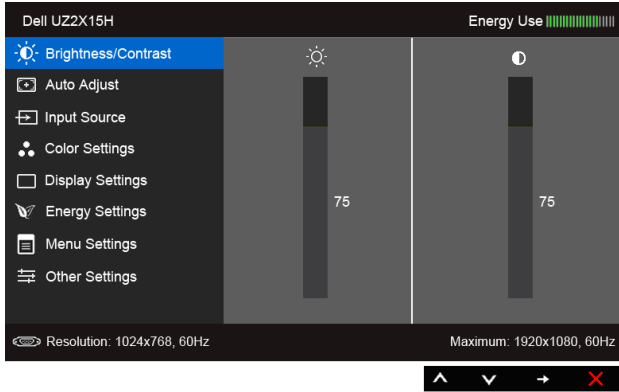 Dell UZ2X15H
Energy Use
Brightness/Contrast
Auto Adjust
Input Source
Color Settings
Display Settings
Energy Settings
Menu Settings
Other Settings
75
75
Resolution: 1024x768, 60Hz
Maximum: 1920x1080, 60Hz